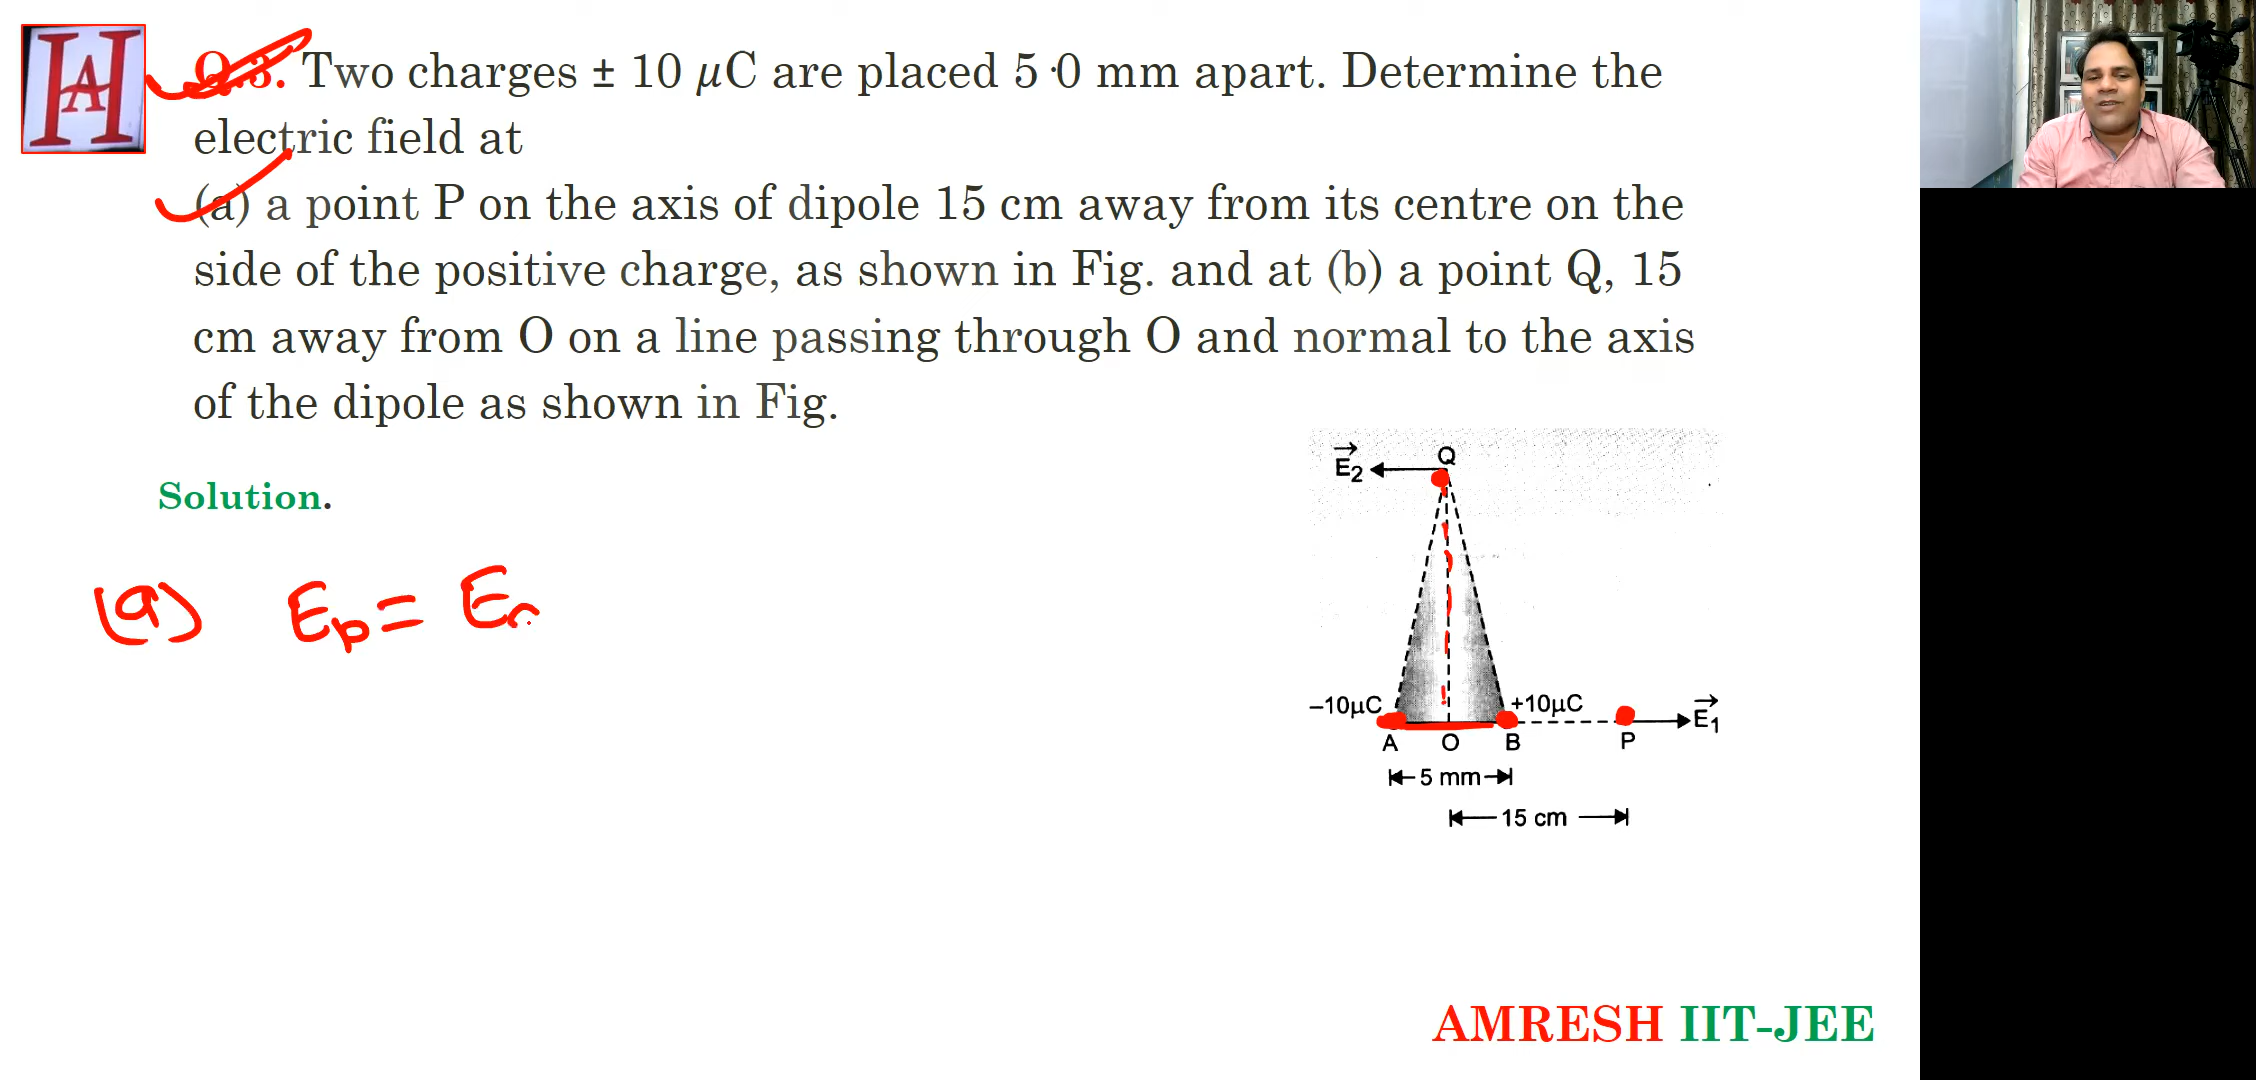 HA
Q.3. Two charges ± 10 μC are placed 5·0 mm apart. Determine the
electric field at
(a) a point P on the axis of dipole 15 cm away from its centre on the
side of the positive charge, as shown in Fig. and at (b) a point Q, 15
cm away from O on a line passing through O and normal to the axis
of the dipole as shown in Fig.
Solution.
(a) Ep = Ea
E2 Q
–10μC +10μC E1
A O B P
5 mm
15 cm
AMRESH IIT-JEE